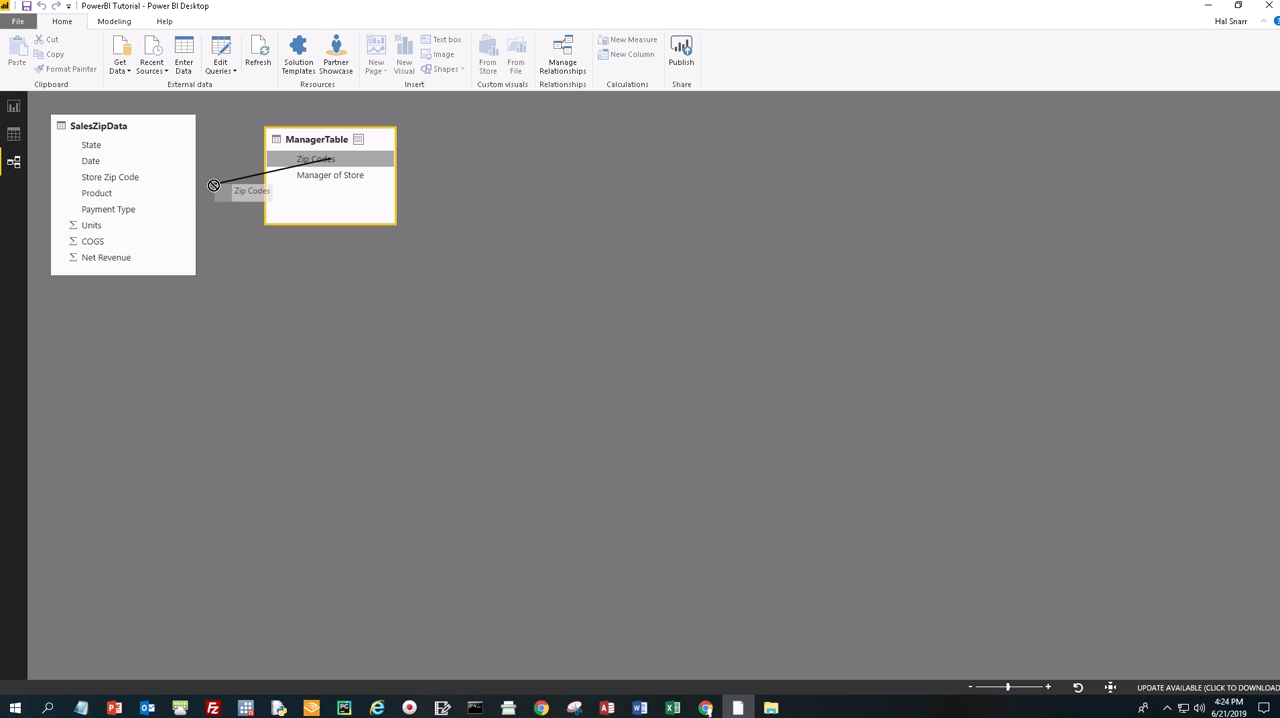 PowerBI Tutorial - Power BI Desktop
File Home Modeling Help Hal Snarr
Paste
Cut
Copy
Format Painter
Clipboard
Get Data
Recent Sources
Enter Data
Edit Queries
Refresh
External data
Solution Templates
Partner Showcase
Resources
New Page
New Visual
Text box
Image
Shapes
Insert
From Store
From File
Custom visuals
Manage Relationships
Relationships
New Measure
New Column
Calculations
Publish
Share
SalesZipData
State
Date
Store Zip Code
Product
Payment Type
Units
COGS
Net Revenue
ManagerTable
Zip Codes
Manager of Store
Zip Codes
UPDATE AVAILABLE (CLICK TO DOWNLOAD
4:24 PM
6/21/2019